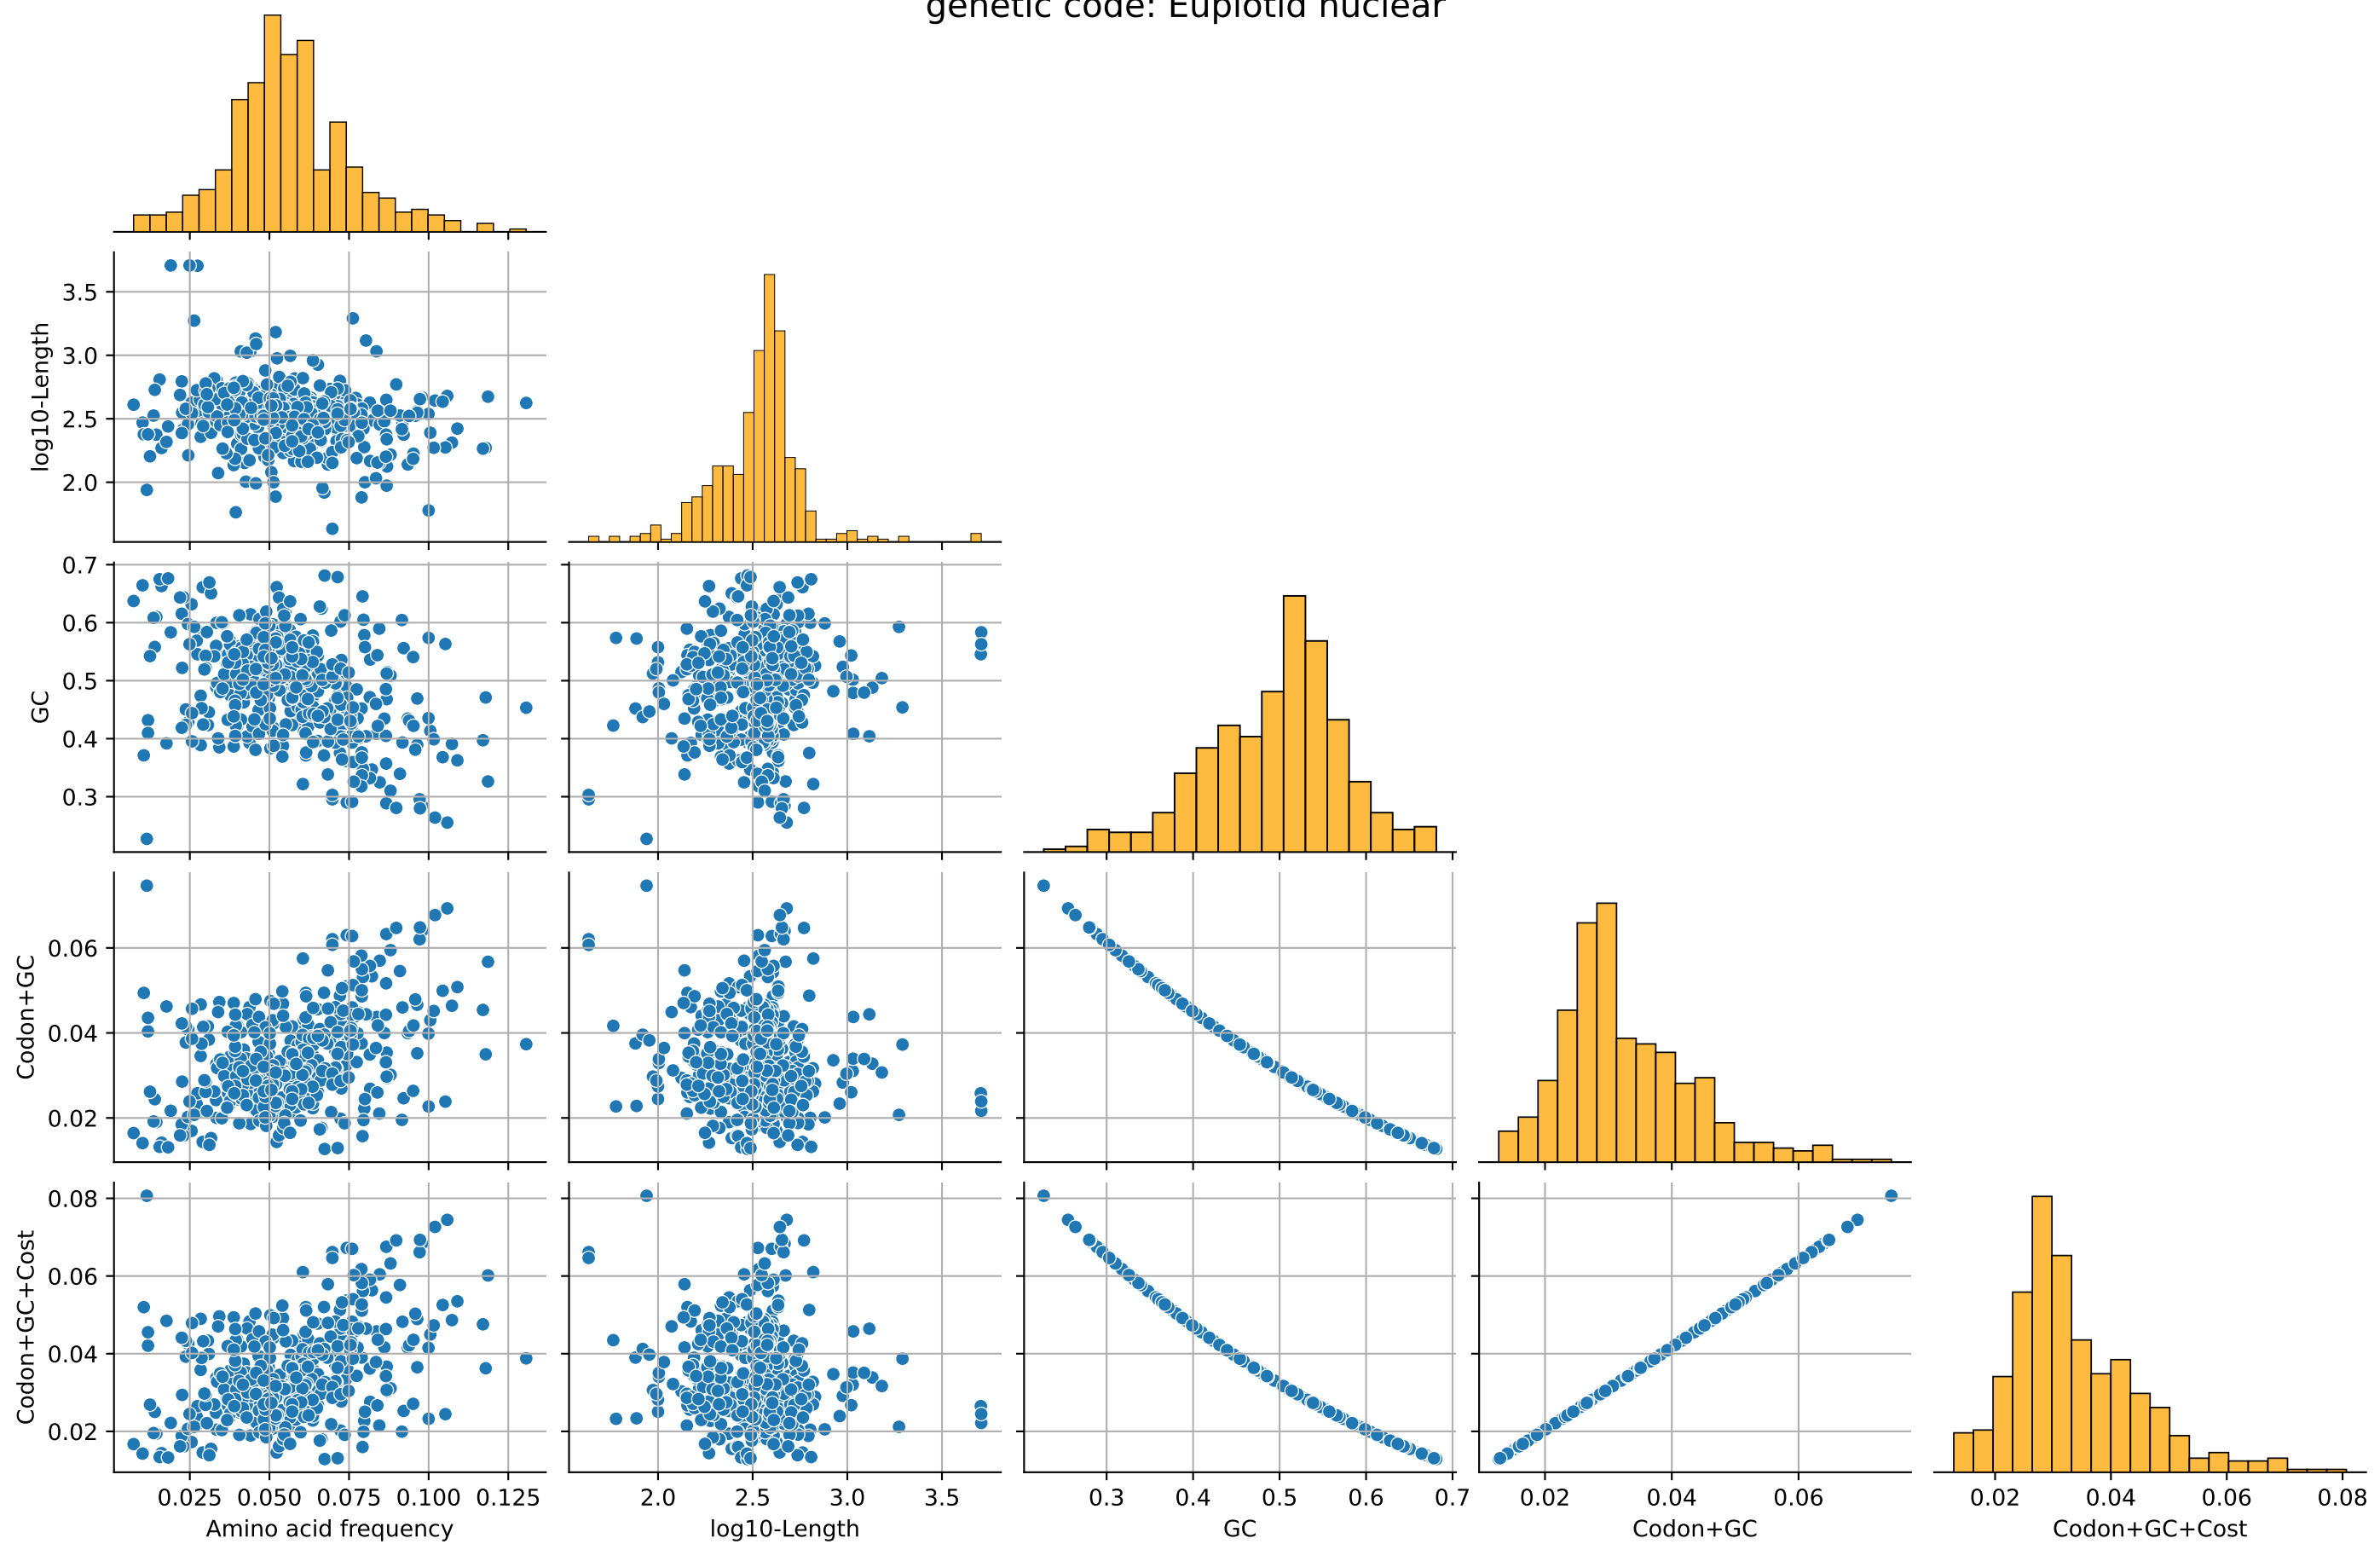 genetic code: Euplotid nuclear
log10-Length
3.5
3.0
2.5
2.0
GC
0.7
0.6
0.5
0.4
0.3
Codon+GC
0.06
0.04
0.02
Codon+GC+Cost
0.08
0.06
0.04
0.02
0.025 0.050 0.075 0.100 0.125
Amino acid frequency
2.0 2.5 3.0 3.5
log10-Length
0.3 0.4 0.5 0.6 0.7
GC
0.02 0.04 0.06
Codon+GC
0.02 0.04 0.06 0.08
Codon+GC+Cost